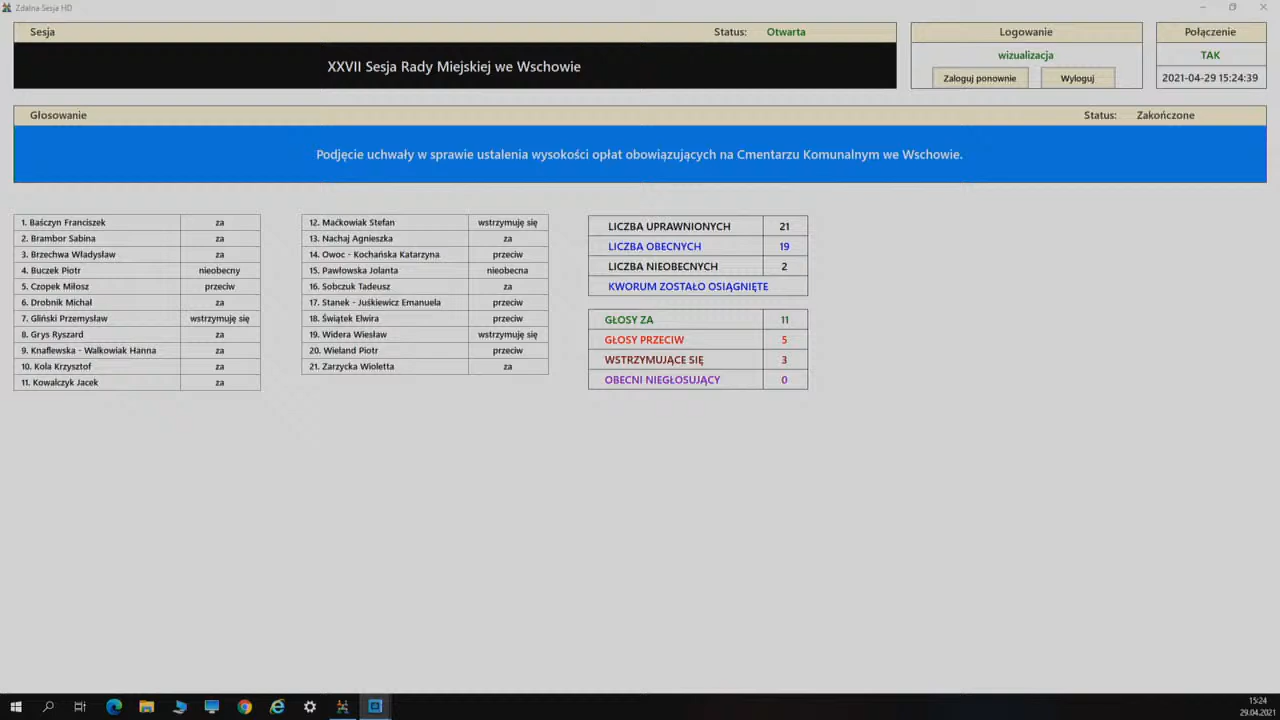 Zdalna Sesja HD
Sesja Status: Otwarta
XXVII Sesja Rady Miejskiej we Wschowie
Logowanie
wizualizacja
Zaloguj ponownie Wyloguj
Połączenie
TAK
2021-04-29 15:24:39
Głosowanie Status: Zakończone
Podjęcie uchwały w sprawie ustalenia wysokości opłat obowiązujących na Cmentarzu Komunalnym we Wschowie.
1. Baśczyn Franciszek za
2. Brambor Sabina za
3. Brzechwa Władysław za
4. Buczek Piotr nieobecny
5. Czopek Miłosz przeciw
6. Drobnik Michał za
7. Gliński Przemysław wstrzymuję się
8. Grys Ryszard za
9. Knaflewska - Walkowiak Hanna za
10. Kola Krzysztof za
11. Kowalczyk Jacek za
12. Maćkowiak Stefan wstrzymuję się
13. Nachaj Agnieszka za
14. Owoc - Kochańska Katarzyna przeciw
15. Pawłowska Jolanta nieobecna
16. Sobczuk Tadeusz za
17. Stanek - Juśkiewicz Emanuela przeciw
18. Świątek Elwira przeciw
19. Widera Wiesław wstrzymuję się
20. Wieland Piotr przeciw
21. Zarzycka Wioletta za
LICZBA UPRAWNIONYCH 21
LICZBA OBECNYCH 19
LICZBA NIEOBECNYCH 2
KWORUM ZOSTAŁO OSIĄGNIĘTE
GŁOSY ZA 11
GŁOSY PRZECIW 5
WSTRZYMUJĄCE SIĘ 3
OBECNI NIEGŁOSUJĄCY 0
15:24
29.04.2021